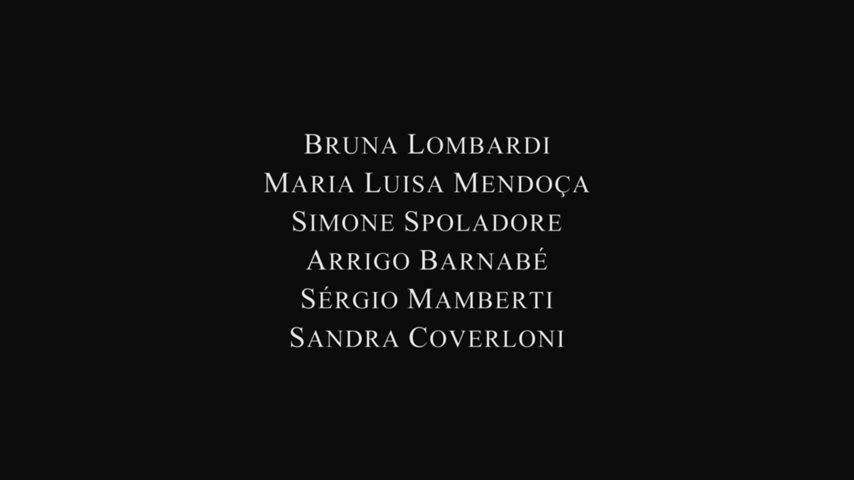 BRUNA LOMBARDI
MARIA LUISA MENDOÇA
SIMONE SPOLADORE
ARRIGO BARNABÉ
SÉRGIO MAMBERTI
SANDRA COVERLONI